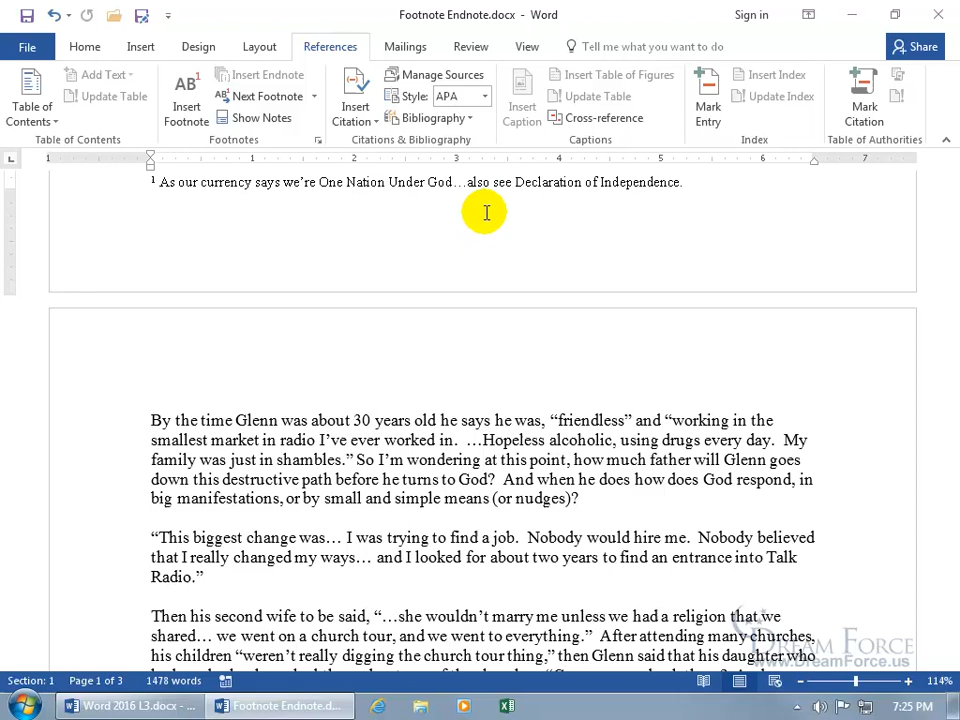 Footnote Endnote.docx - Word
Sign in
File Home Insert Design Layout References Mailings Review View Tell me what you want to do Share
Table of Contents
Add Text
Update Table
Table of Contents
AB1 Insert Footnote
Insert Endnote
Next Footnote
Show Notes
Footnotes
Insert Citation
Manage Sources
Style: APA
Bibliography
Citations & Bibliography
Insert Caption
Insert Table of Figures
Update Table
Cross-reference
Captions
Mark Entry
Insert Index
Update Index
Index
Mark Citation
Table of Authorities
1 1 2 3 4 5 6 7
1 As our currency says we’re One Nation Under God…also see Declaration of Independence.
By the time Glenn was about 30 years old he says he was, “friendless” and “working in the
smallest market in radio I’ve ever worked in. …Hopeless alcoholic, using drugs every day. My
family was just in shambles.” So I’m wondering at this point, how much father will Glenn goes
down this destructive path before he turns to God? And when he does how does God respond, in
big manifestations, or by small and simple means (or nudges)?
“This biggest change was… I was trying to find a job. Nobody would hire me. Nobody believed
that I really changed my ways… and I looked for about two years to find an entrance into Talk
Radio.”
Then his second wife to be said, “…she wouldn’t marry me unless we had a religion that we
shared… we went on a church tour, and we went to everything.” After attending many churches,
his children “weren’t really digging the church tour thing,” then Glenn said that his daughter who
DREAM FORCE
www.DreamForce.us
Section: 1 Page 1 of 3 1478 words 114%
Word 2016 L3.docx - ... Footnote Endnote.d... 7:25 PM